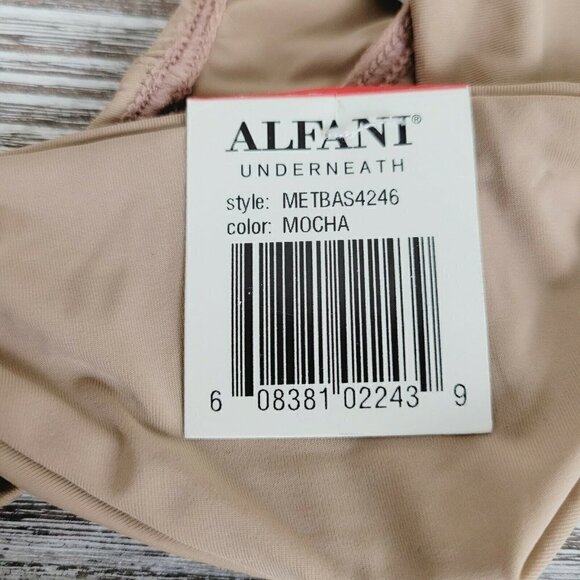 ALFANI®
UNDERNEATH
style: METBAS4246
color: MOCHA
6 08381 02243 9